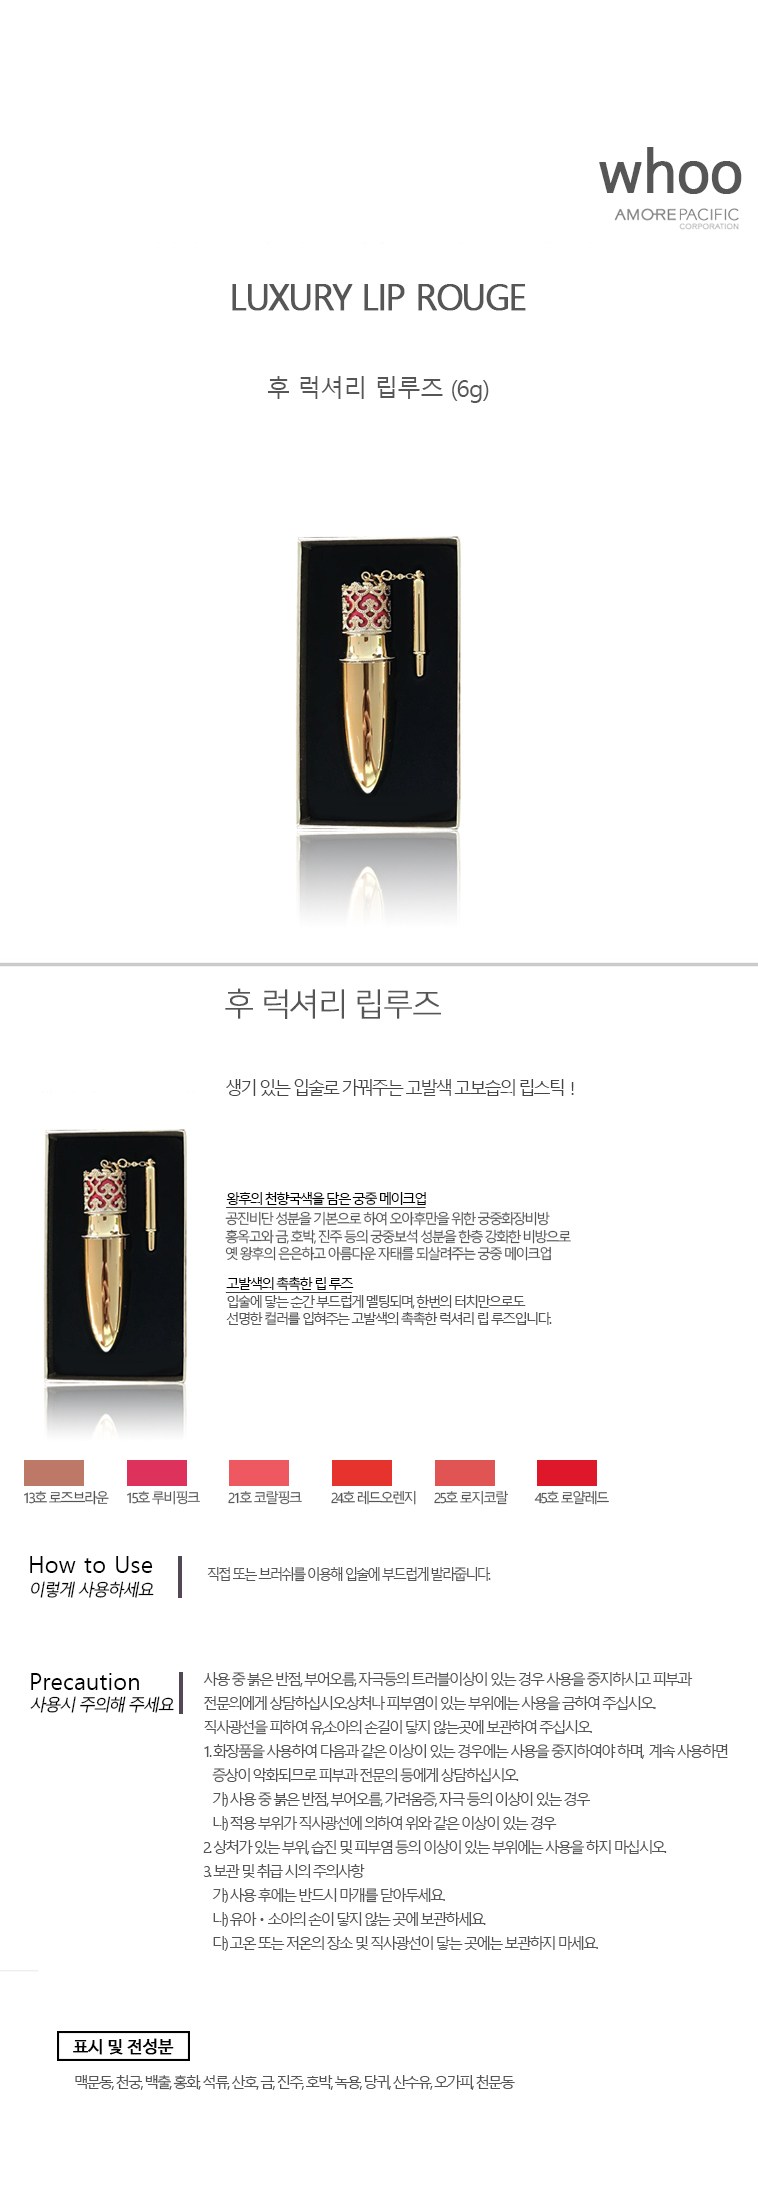 whoo
AMOREPACIFIC
CORPORATION
LUXURY LIP ROUGE
후 럭셔리 립루즈 (6g)
후 럭셔리 립루즈
생기 있는 입술로 가꿔주는 고발색 고보습의 립스틱 !
왕후의 천향국색을 담은 궁중 메이크업
공진비단 성분을 기본으로 하여 오아후만을 위한 궁중화장비방
홍옥고와 금, 호박, 진주 등의 궁중보석 성분을 한층 강화한 비방으로
옛 왕후의 은은하고 아름다운 자태를 되살려주는 궁중 메이크업
고발색의 촉촉한 립 루즈
입술에 닿는 순간 부드럽게 멜팅되며, 한번의 터치만으로도
선명한 컬러를 입혀주는 고발색의 촉촉한 럭셔리 립 루즈입니다.
13호 로즈브라운 15호 루비핑크 21호 코랄핑크 24호 레드오렌지 25호 로지코랄 45호 로얄레드
How to Use
이렇게 사용하세요
직접 또는 브러쉬를 이용해 입술에 부드럽게 발라줍니다.
Precaution
사용시 주의해 주세요
사용 중 붉은 반점, 부어오름, 자극등의 트러블이상이 있는 경우 사용을 중지하시고 피부과
전문의에게 상담하십시오.상처나 피부염이 있는 부위에는 사용을 금하여 주십시오.
직사광선을 피하여 유,소아의 손길이 닿지 않는곳에 보관하여 주십시오.
1. 화장품을 사용하여 다음과 같은 이상이 있는 경우에는 사용을 중지하여야 하며, 계속 사용하면
증상이 악화되므로 피부과 전문의 등에게 상담하십시오.
가) 사용 중 붉은 반점, 부어오름, 가려움증, 자극 등의 이상이 있는 경우
나) 적용 부위가 직사광선에 의하여 위와 같은 이상이 있는 경우
2. 상처가 있는 부위, 습진 및 피부염 등의 이상이 있는 부위에는 사용을 하지 마십시오.
3. 보관 및 취급 시의 주의사항
가) 사용 후에는 반드시 마개를 닫아두세요.
나) 유아・소아의 손이 닿지 않는 곳에 보관하세요.
다) 고온 또는 저온의 장소 및 직사광선이 닿는 곳에는 보관하지 마세요.
표시 및 전성분
맥문동, 천궁, 백출, 홍화, 석류, 산호, 금, 진주, 호박, 녹용, 당귀, 산수유, 오가피, 천문동